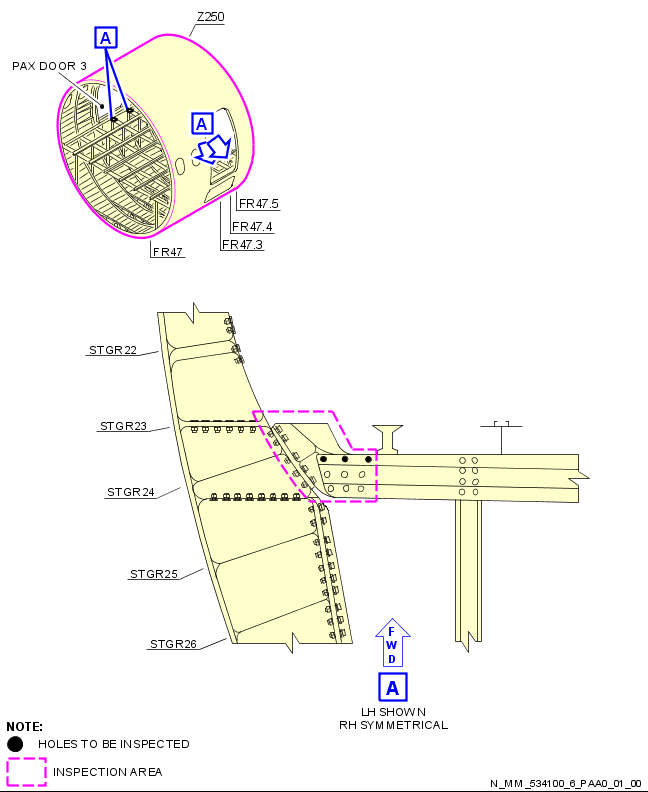 Z250
A
PAX DOOR 3
A
FR47.5
FR47.4
FR47.3
FR47
STGR22
STGR23
STGR24
STGR25
STGR26
F
W
D
A
LH SHOWN
RH SYMMETRICAL
NOTE:
HOLES TO BE INSPECTED
INSPECTION AREA
N_MM_534100_6_PAA0_01_00